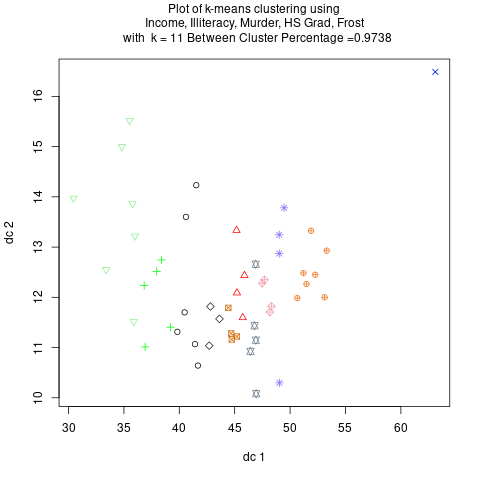 Plot of k-means clustering using
Income, Illiteracy, Murder, HS Grad, Frost
with k = 11 Between Cluster Percentage =0.9738
16
15
14
13
12
11
10
dc 2
30 35 40 45 50 55 60
dc 1